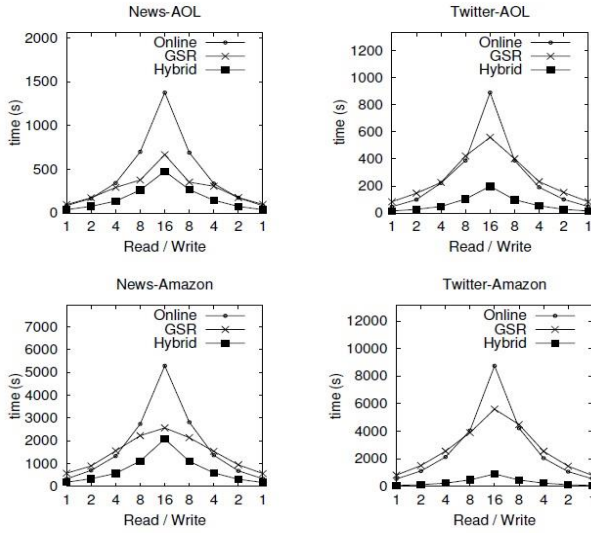 News-AOL
2000
1500
1000
500
0
time (s)
Online
GSR
Hybrid
1 2 4 8 16 8 4 2 1
Read / Write
Twitter-AOL
1200
1000
800
600
400
200
0
time (s)
Online
GSR
Hybrid
1 2 4 8 16 8 4 2 1
Read / Write
News-Amazon
7000
6000
5000
4000
3000
2000
1000
0
time (s)
Online
GSR
Hybrid
1 2 4 8 16 8 4 2 1
Read / Write
Twitter-Amazon
12000
10000
8000
6000
4000
2000
0
time (s)
Online
GSR
Hybrid
1 2 4 8 16 8 4 2 1
Read / Write